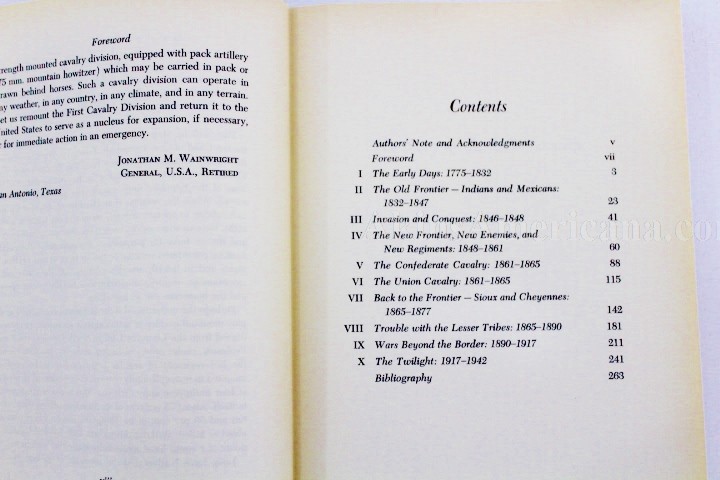 Foreword
rength mounted cavalry division, equipped with pack artillery
75 mm. mountain howitzer) which may be carried in pack or
rawn behind horses. Such a cavalry division can operate in
ny weather, in any country, in any climate, and in any terrain.
et us remount the First Cavalry Division and return it to the
nited States to serve as a nucleus for expansion, if necessary,
r for immediate action in an emergency.
Jonathan M. Wainwright
General, U.S.A., Retired
an Antonio, Texas
Contents
Authors' Note and Acknowledgments v
Foreword vii
I The Early Days: 1775–1832 3
II The Old Frontier – Indians and Mexicans:
1832–1847 23
III Invasion and Conquest: 1846–1848 41
IV The New Frontier, New Enemies, and
New Regiments: 1848–1861 60
V The Confederate Cavalry: 1861–1865 88
VI The Union Cavalry: 1861–1865 115
VII Back to the Frontier – Sioux and Cheyennes:
1865–1877 142
VIII Trouble with the Lesser Tribes: 1865–1890 181
IX Wars Beyond the Border: 1890–1917 211
X The Twilight: 1917–1942 241
Bibliography 263